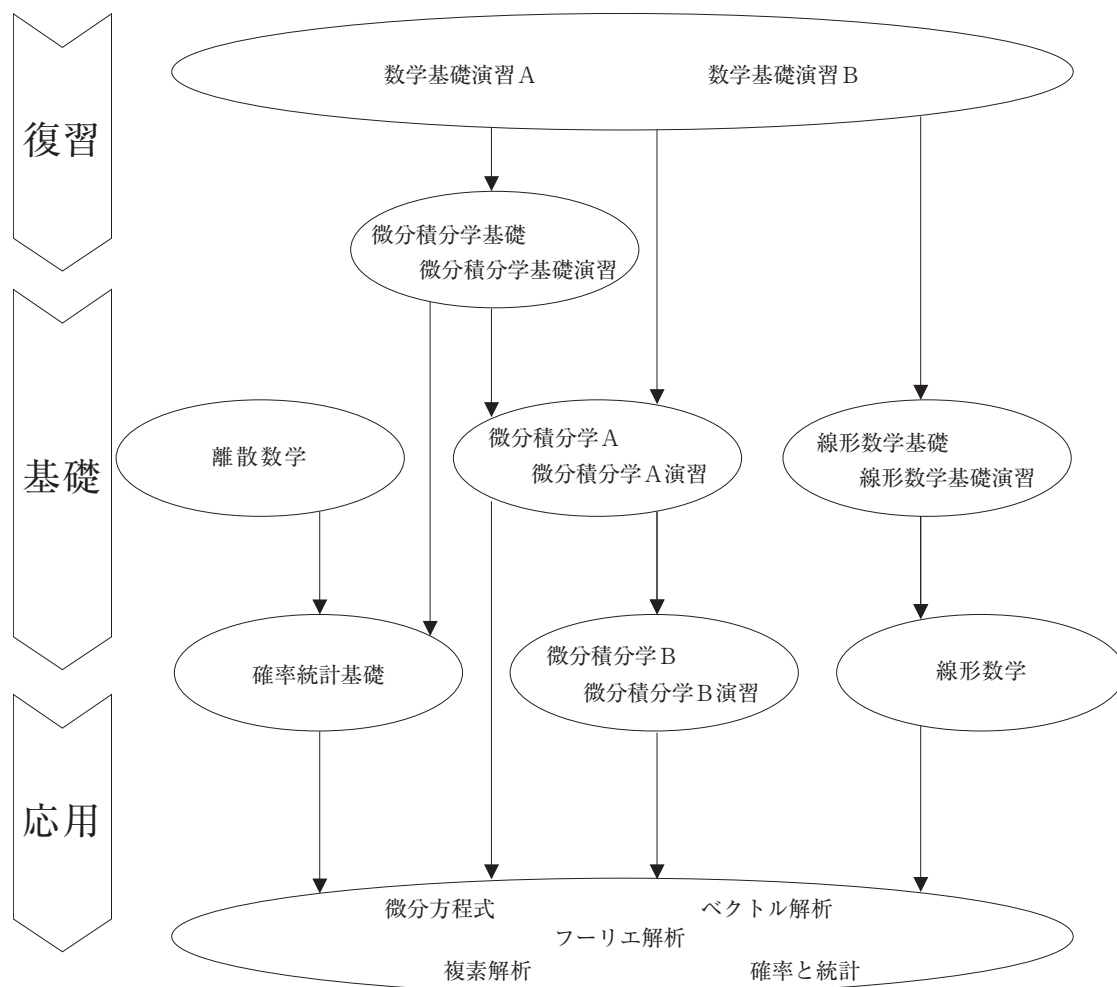 数学基礎演習A
数学基礎演習B
復習
微分積分学基礎
微分積分学基礎演習
基礎
離散数学
微分積分学A
微分積分学A演習
線形数学基礎
線形数学基礎演習
確率統計基礎
微分積分学B
微分積分学B演習
線形数学
応用
微分方程式
ベクトル解析
フーリエ解析
複素解析
確率と統計